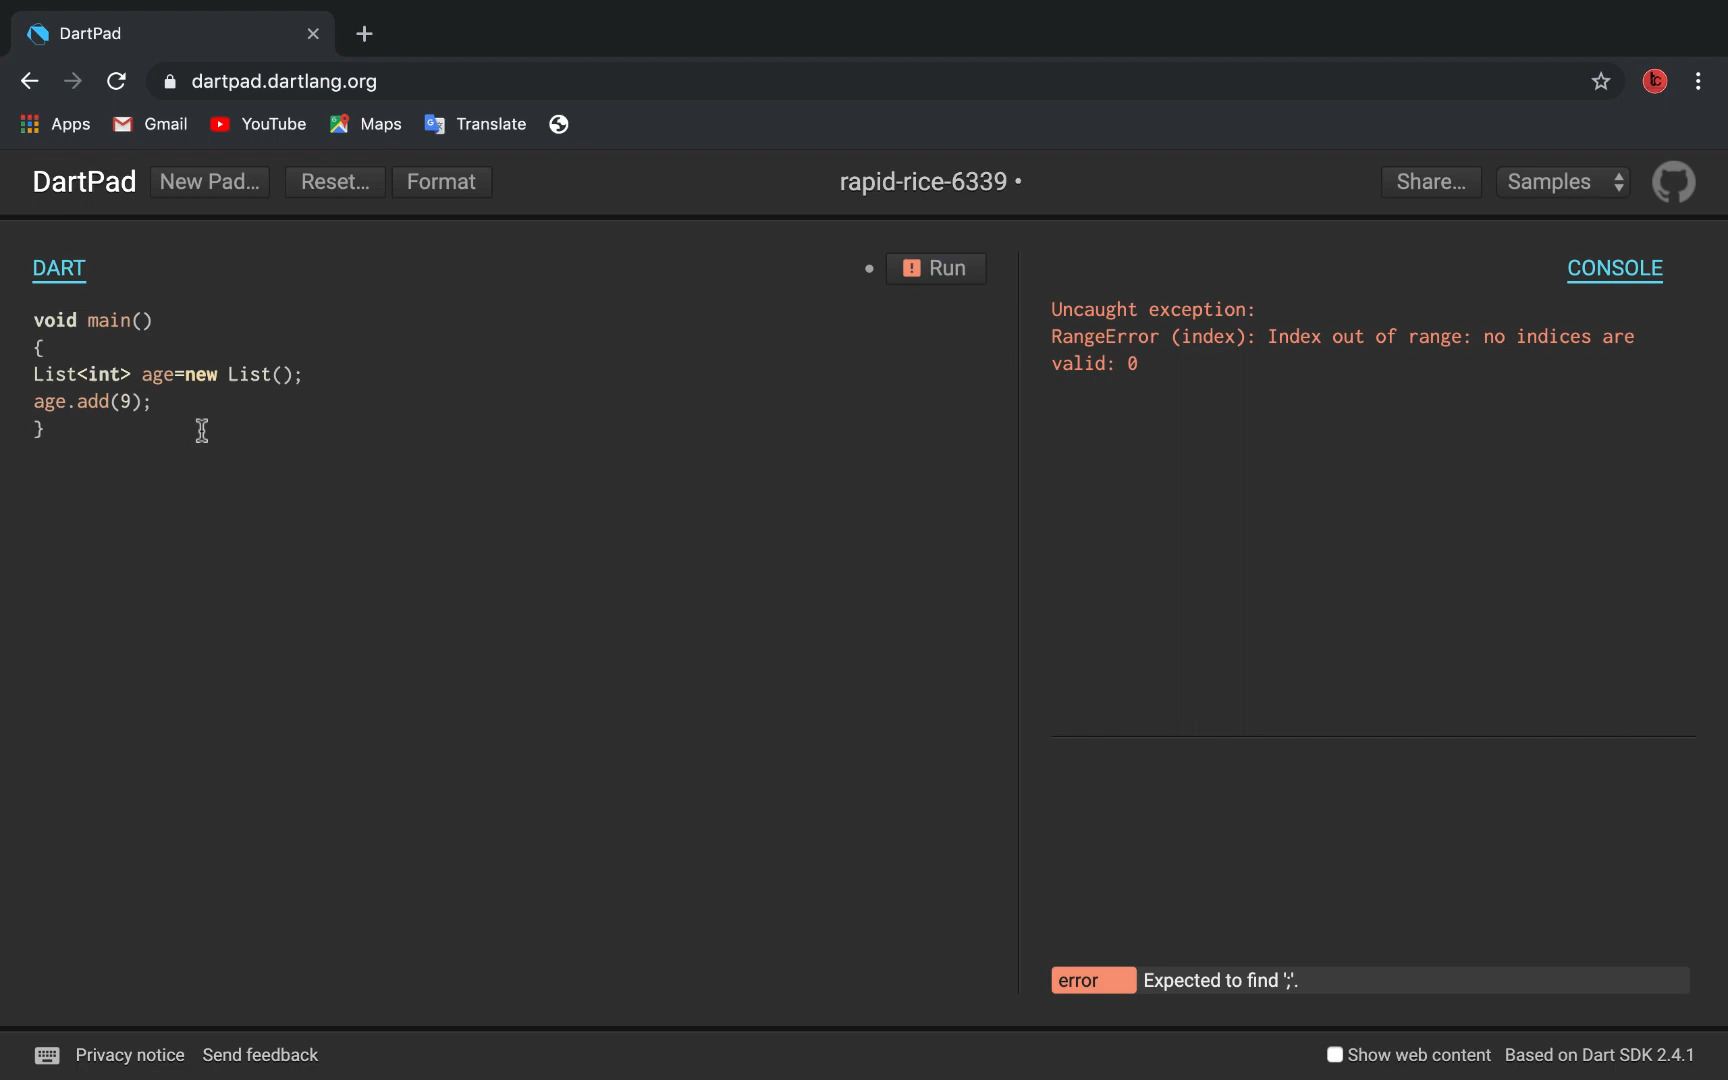 DartPad
dartpad.dartlang.org
Apps Gmail YouTube Maps Translate
DartPad New Pad... Reset... Format rapid-rice-6339 • Share... Samples
DART
Run
CONSOLE
void main()
{
List<int> age=new List();
age.add(9);
}
Uncaught exception:
RangeError (index): Index out of range: no indices are
valid: 0
error Expected to find ';'.
Privacy notice Send feedback Show web content Based on Dart SDK 2.4.1